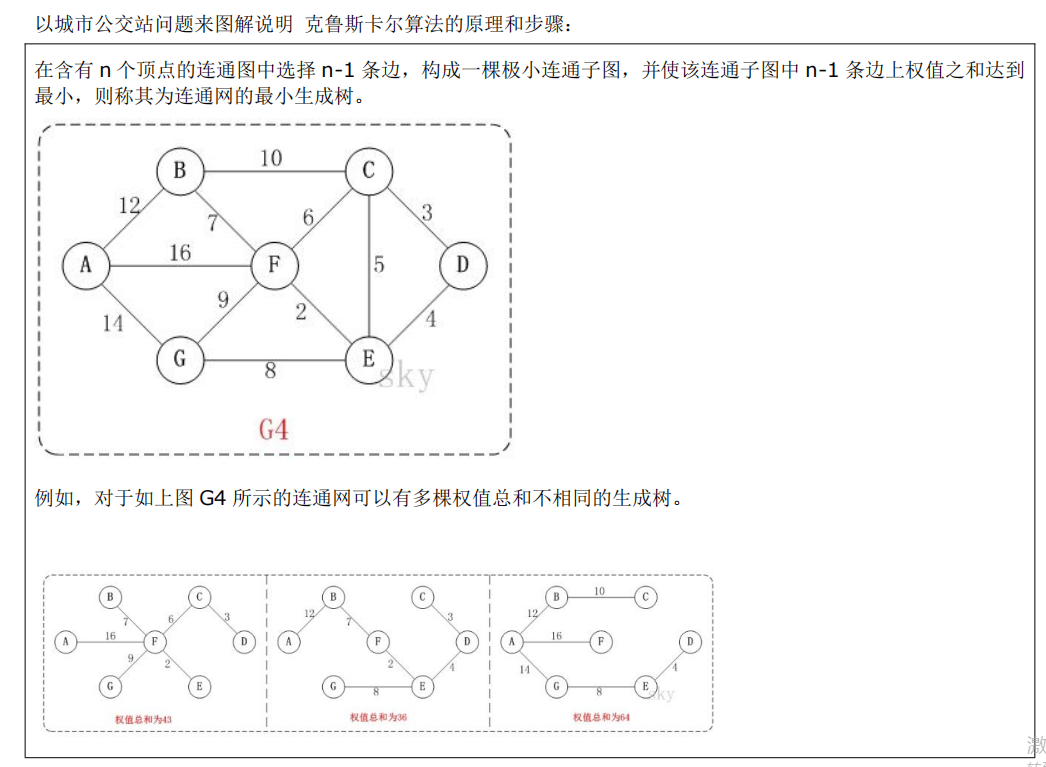 以城市公交站问题来图解说明 克鲁斯卡尔算法的原理和步骤：
在含有 n 个顶点的连通图中选择 n-1 条边，构成一棵极小连通子图，并使该连通子图中 n-1 条边上权值之和达到
最小，则称其为连通网的最小生成树。
B 10 C
12 7 6 3
A 16 F 5 D
14 9 2 4
G 8 E
sky
G4
例如，对于如上图 G4 所示的连通网可以有多棵权值总和不相同的生成树。
B C
7 6 3
A 16 F D
9 2
G E
权值总和为43
B C
12 7 3
A F D
2 4
G 8 E
权值总和为36
B 10 C
12
A 16 F D
14 4
G 8 E
sky
权值总和为64
激